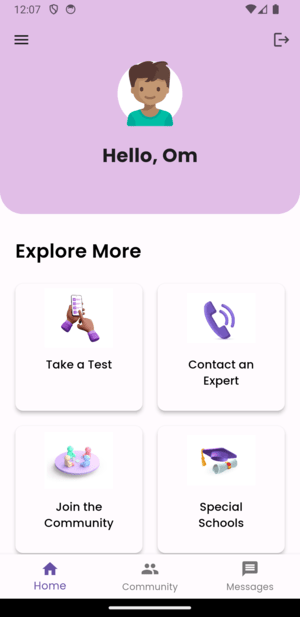 12:07
Hello, Om
Explore More
Take a Test
Contact an
Expert
Join the
Community
Special
Schools
Home
Community
Messages